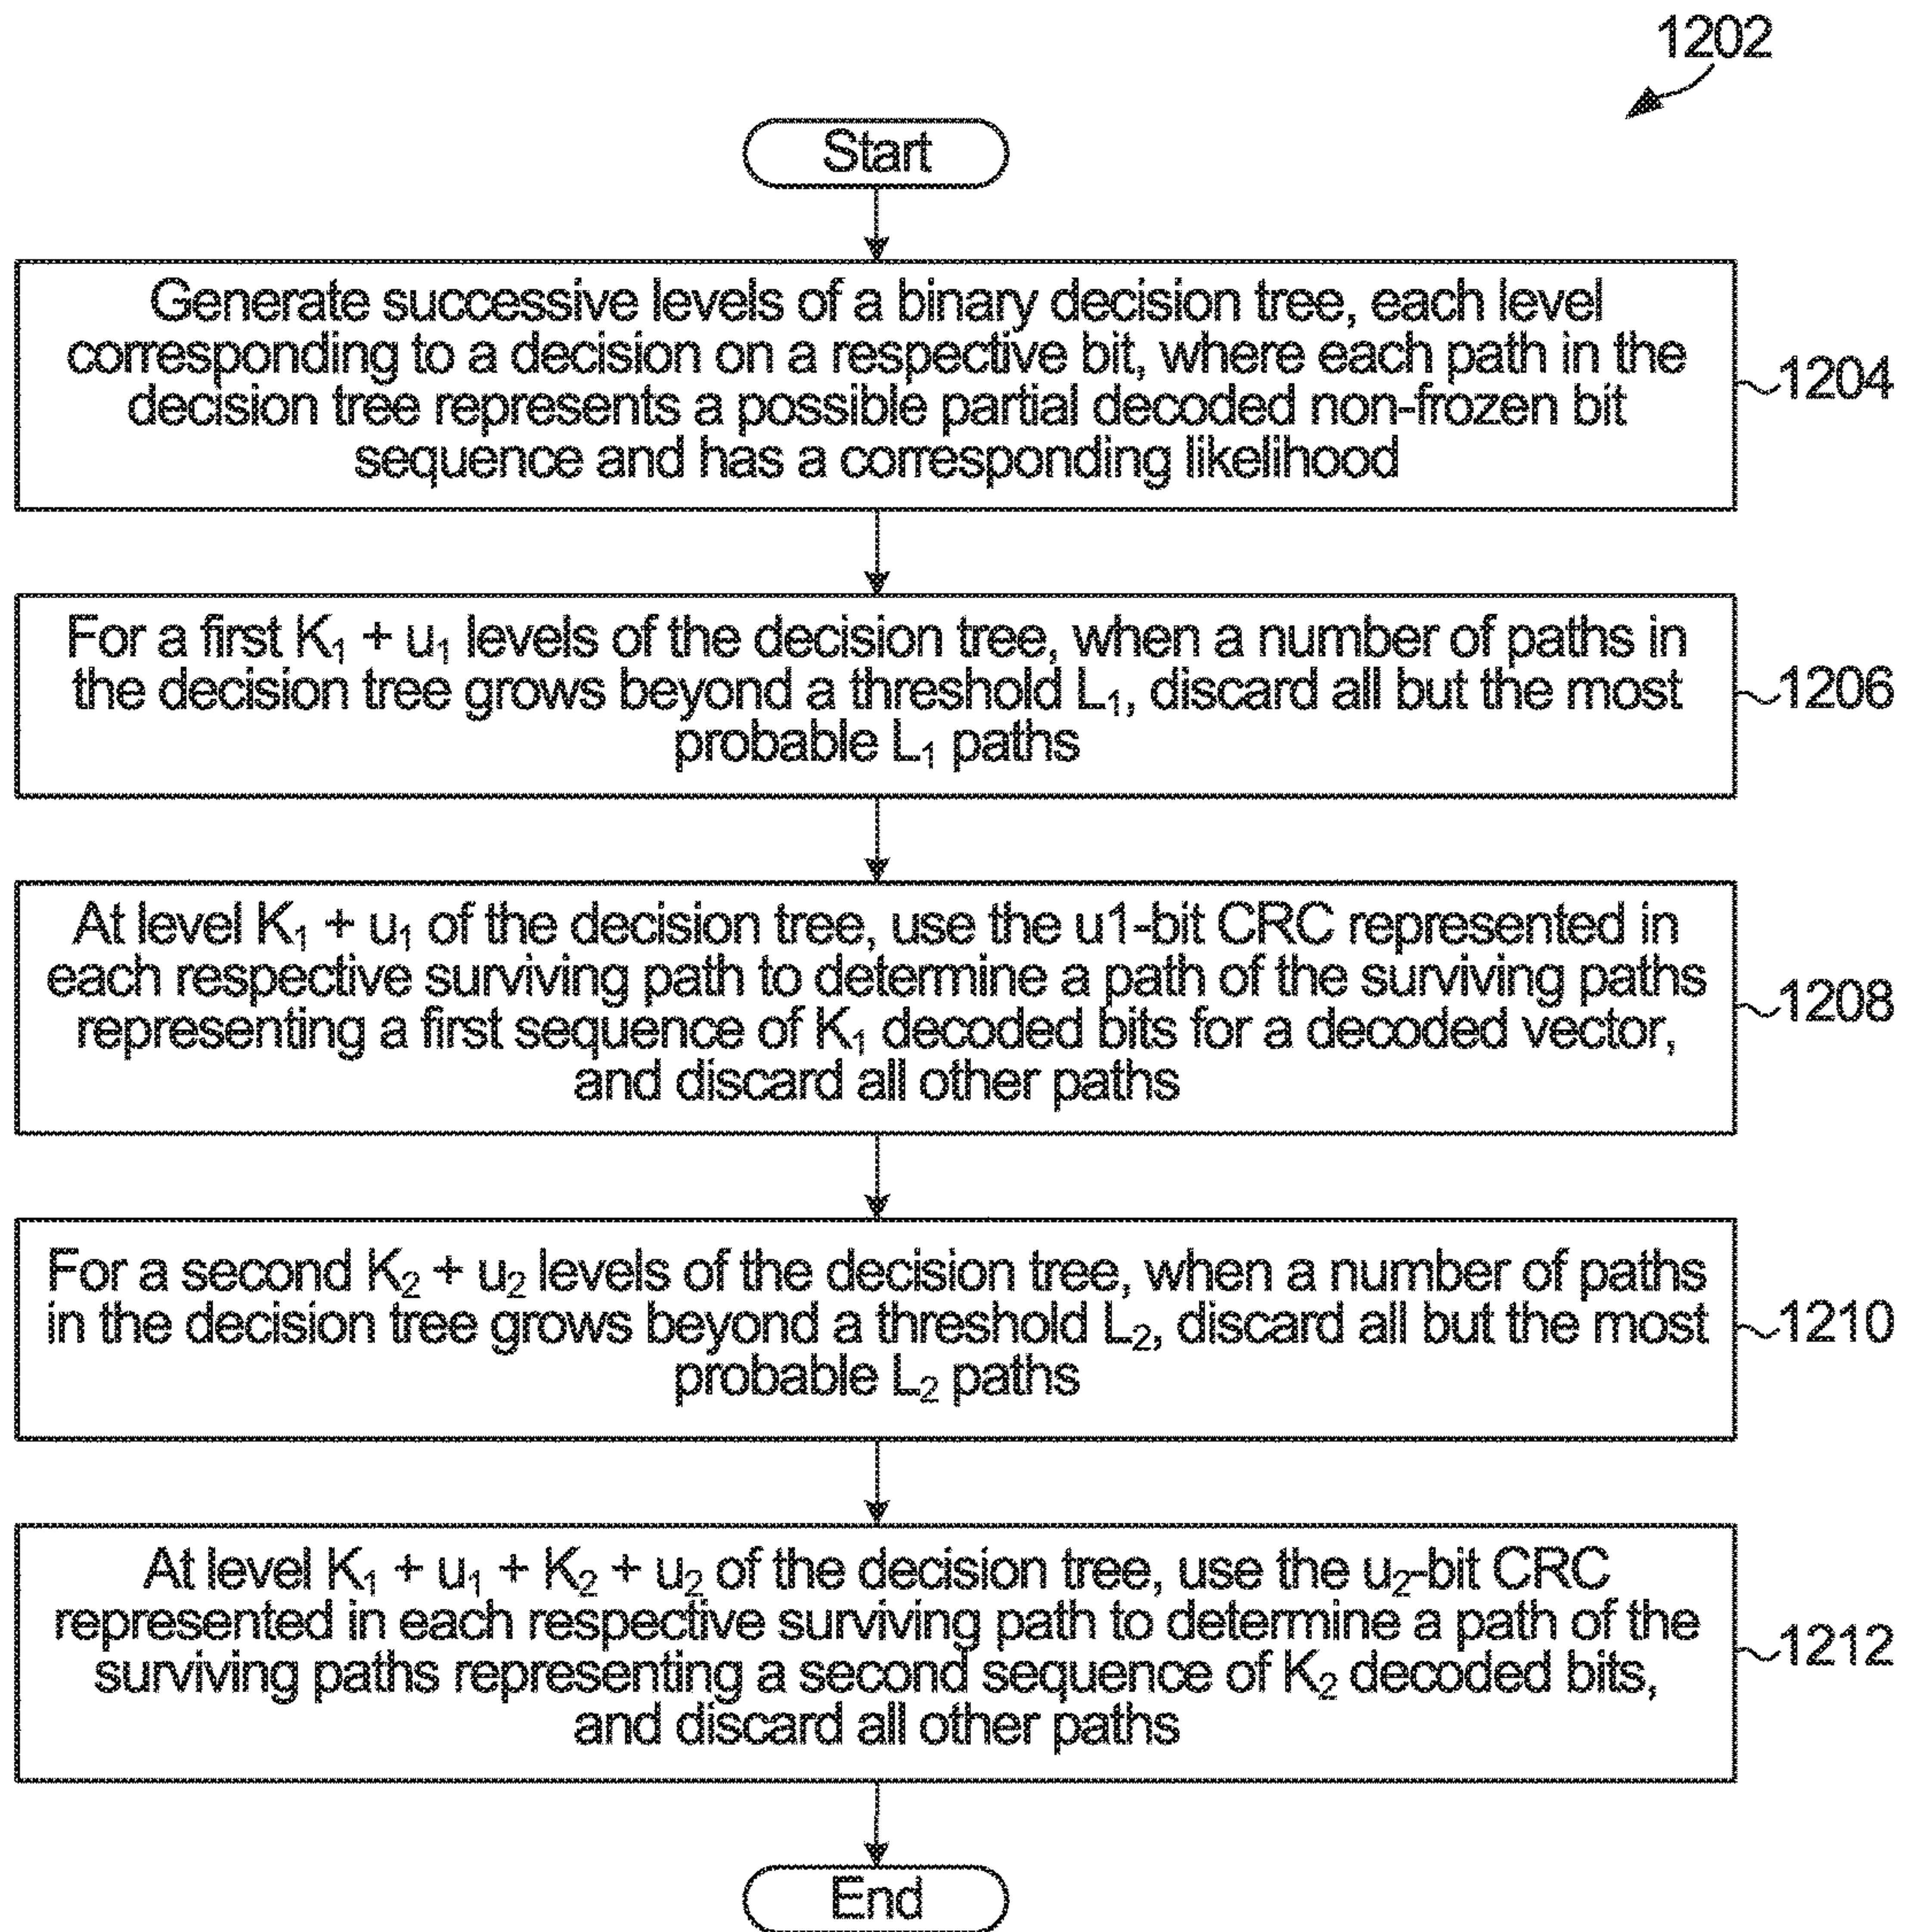 1202
Start
Generate successive levels of a binary decision tree, each level
corresponding to a decision on a respective bit, where each path in the
decision tree represents a possible partial decoded non-frozen bit
sequence and has a corresponding likelihood
1204
For a first K₁ + u₁ levels of the decision tree, when a number of paths in
the decision tree grows beyond a threshold L₁, discard all but the most
probable L₁ paths
1206
At level K₁ + u₁ of the decision tree, use the u1-bit CRC represented in
each respective surviving path to determine a path of the surviving paths
representing a first sequence of K₁ decoded bits for a decoded vector,
and discard all other paths
1208
For a second K₂ + u₂ levels of the decision tree, when a number of paths
in the decision tree grows beyond a threshold L₂, discard all but the most
probable L₂ paths
1210
At level K₁ + u₁ + K₂ + u₂ of the decision tree, use the u₂-bit CRC
represented in each respective surviving path to determine a path of the
surviving paths representing a second sequence of K₂ decoded bits,
and discard all other paths
1212
End